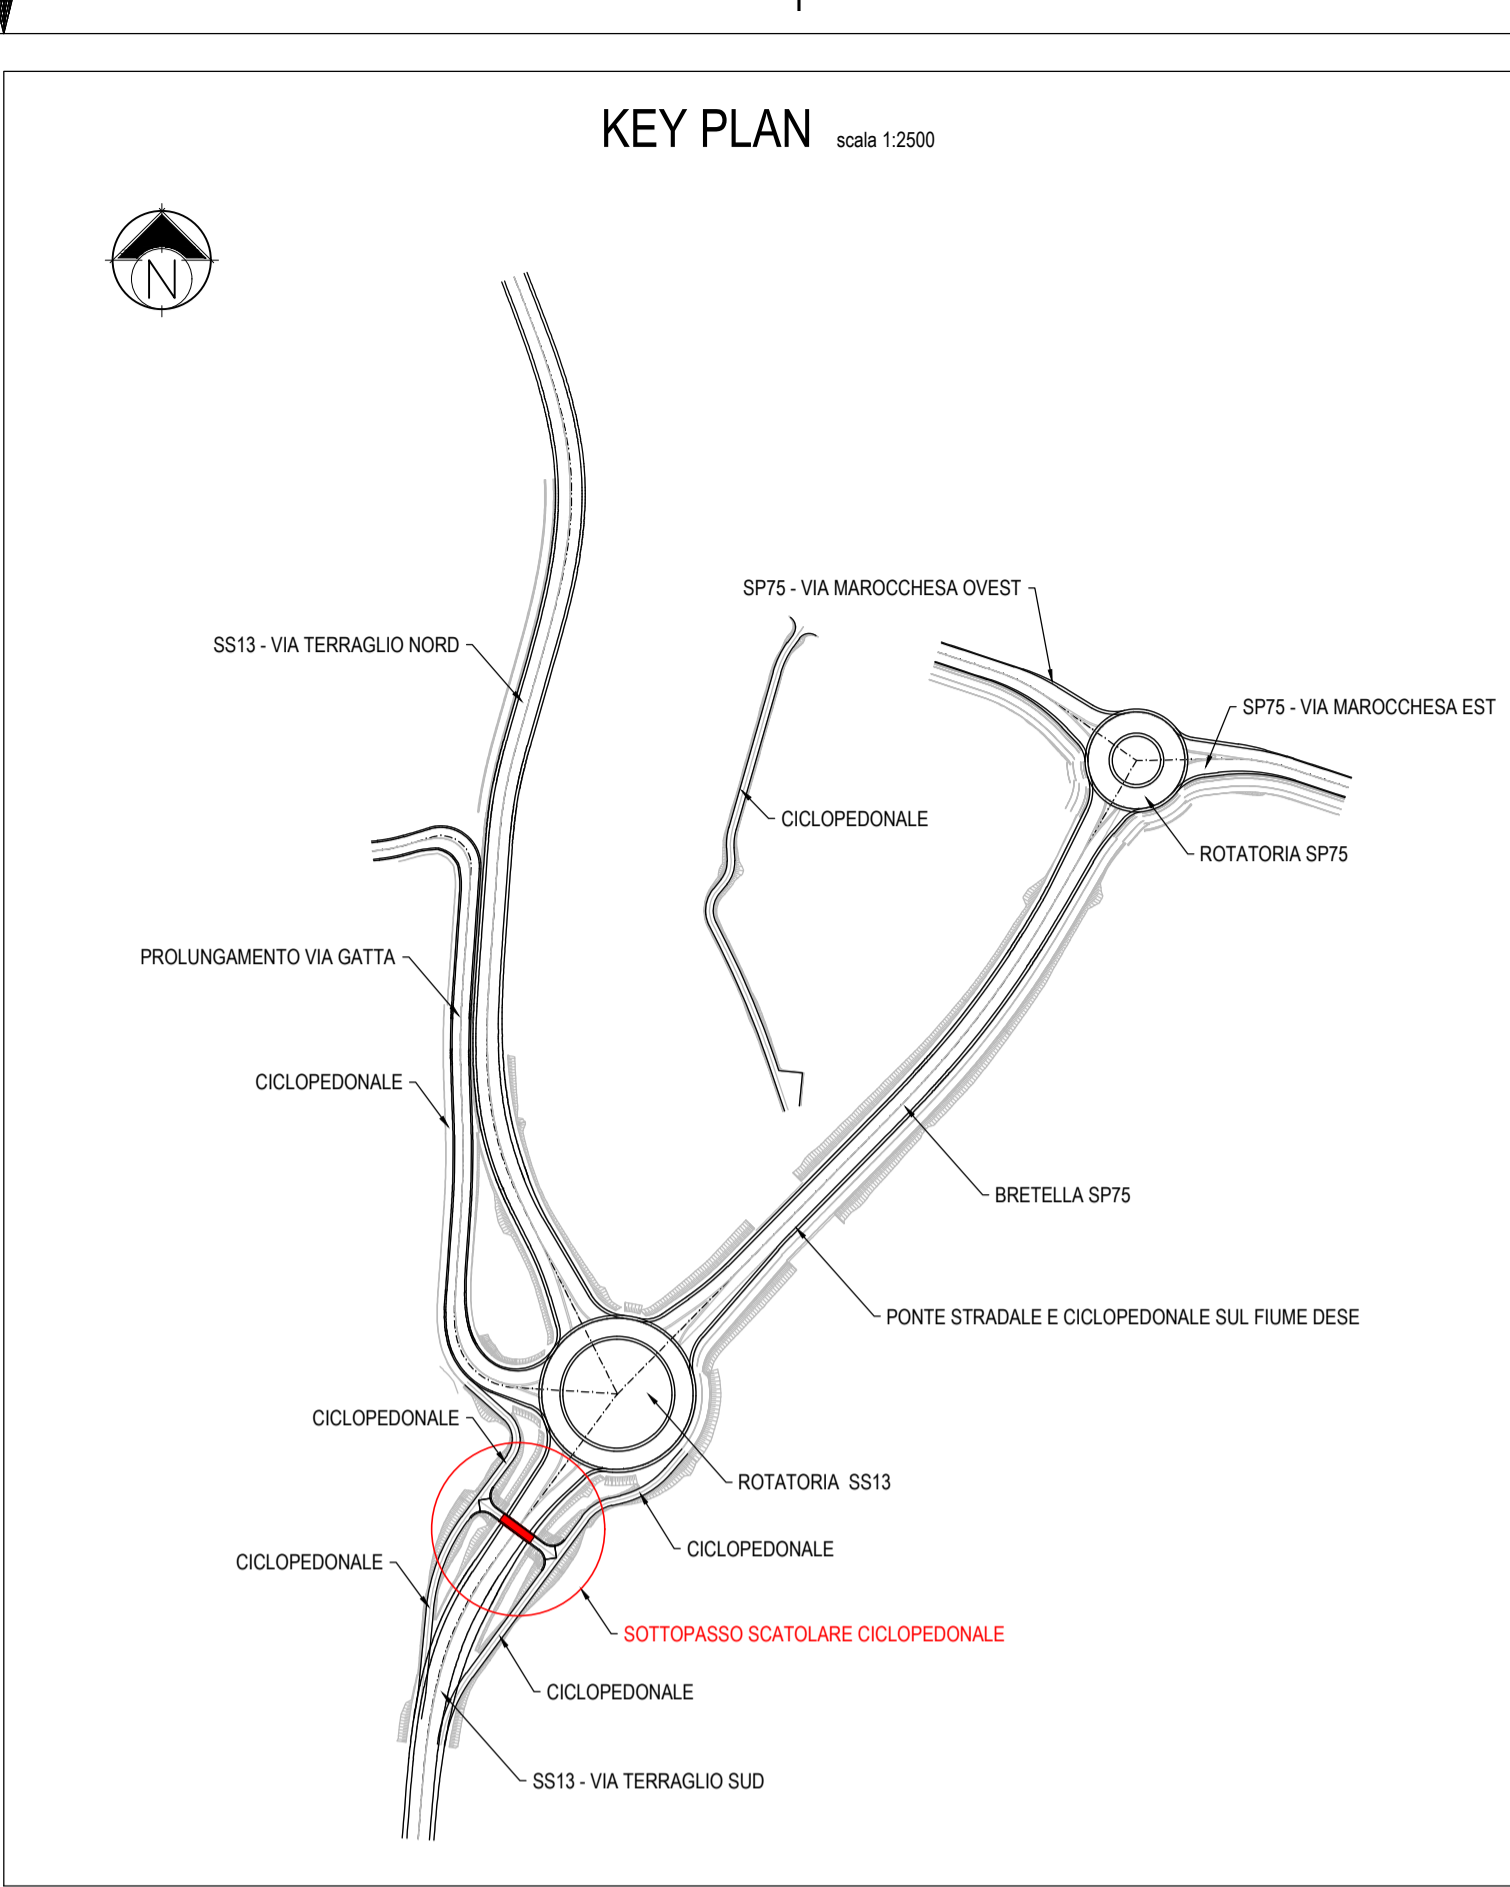 KEY PLAN scala 1:2500
N
SP75 - VIA MAROCCHESA OVEST
SS13 - VIA TERRAGLIO NORD
SP75 - VIA MAROCCHESA EST
CICLOPEDONALE
ROTATORIA SP75
PROLUNGAMENTO VIA GATTA
CICLOPEDONALE
BRETELLA SP75
PONTE STRADALE E CICLOPEDONALE SUL FIUME DESE
CICLOPEDONALE
ROTATORIA SS13
CICLOPEDONALE
CICLOPEDONALE
SOTTOPASSO SCATOLARE CICLOPEDONALE
CICLOPEDONALE
SS13 - VIA TERRAGLIO SUD